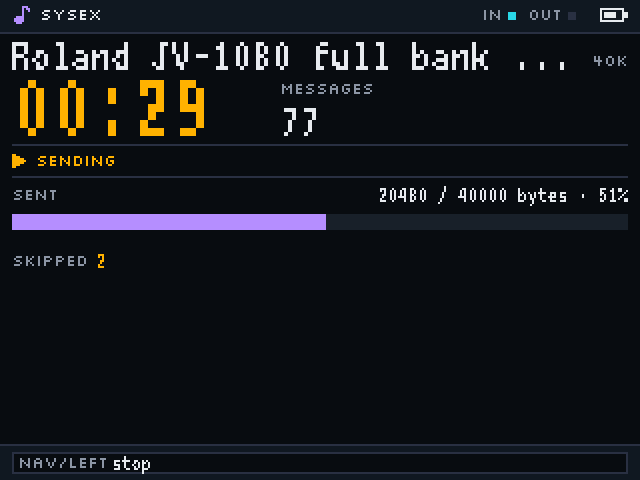 SYSEX IN OUT
Roland JV-1080 full bank ... 40K
00:29 MESSAGES
77
SENDING
SENT 20480 / 40000 bytes · 51%
SKIPPED 2
NAV/LEFT stop